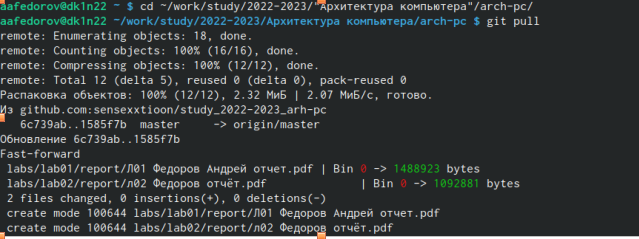 aafedorov@dk1n22 ~ $ cd ~/work/study/2022-2023/"Архитектура компьютера"/arch-pc/
aafedorov@dk1n22 ~/work/study/2022-2023/Архитектура компьютера/arch-pc $ git pull
remote: Enumerating objects: 18, done.
remote: Counting objects: 100% (16/16), done.
remote: Compressing objects: 100% (12/12), done.
remote: Total 12 (delta 5), reused 0 (delta 0), pack-reused 0
Распаковка объектов: 100% (12/12), 2.32 МиБ | 2.07 МиБ/с, готово.
Из github.com:sensexxtioon/study_2022-2023_arh-pc
6c739ab..1585f7b  master     -> origin/master
Обновление 6c739ab..1585f7b
Fast-forward
labs/lab01/report/Л01 Федоров Андрей отчет.pdf | Bin 0 -> 1488923 bytes
labs/lab02/report/л02 Федоров отчёт.pdf            | Bin 0 -> 1092881 bytes
2 files changed, 0 insertions(+), 0 deletions(-)
create mode 100644 labs/lab01/report/Л01 Федоров Андрей отчет.pdf
create mode 100644 labs/lab02/report/л02 Федоров отчёт.pdf